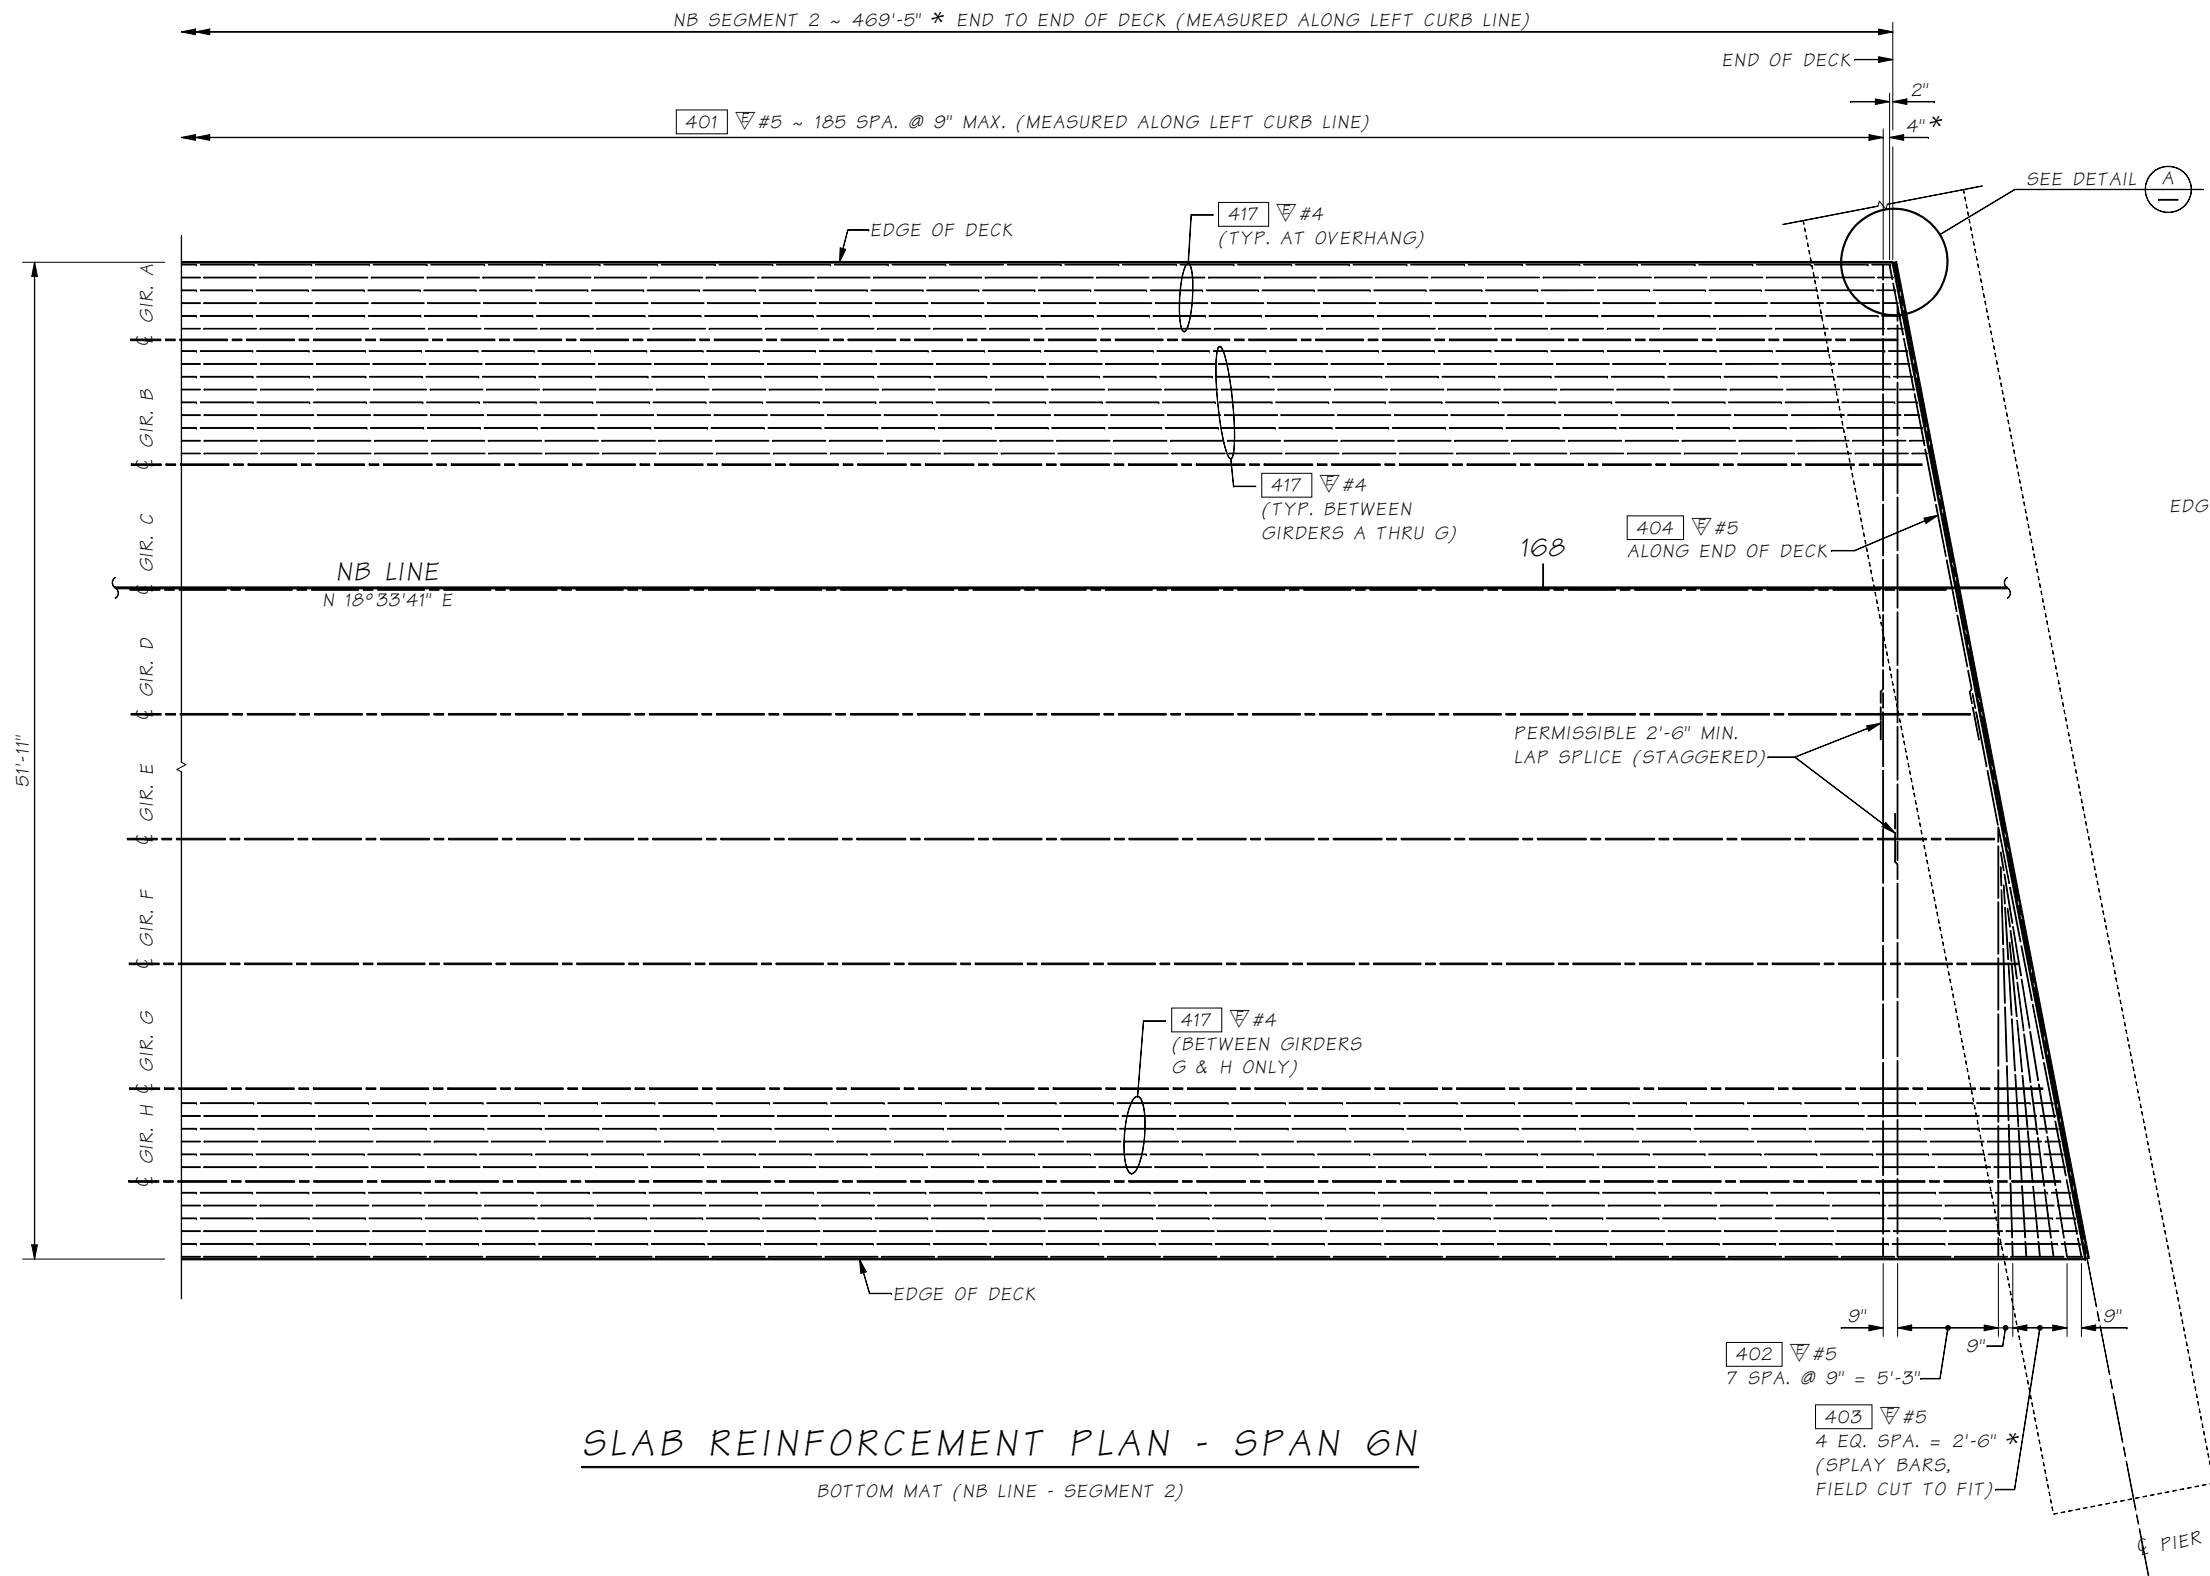 NB SEGMENT 2 ~ 469'-5" * END TO END OF DECK (MEASURED ALONG LEFT CURB LINE)
END OF DECK
2"
401 E #5 ~ 185 SPA. @ 9" MAX. (MEASURED ALONG LEFT CURB LINE)
4" *
SEE DETAIL A
417 E #4
(TYP. AT OVERHANG)
EDGE OF DECK
℄ GIR. A
℄ GIR. B
417 E #4
(TYP. BETWEEN
GIRDERS A THRU G)
EDG
404 E #5
ALONG END OF DECK
168
℄ GIR. C
NB LINE
N 18°33'41" E
℄ GIR. D
PERMISSIBLE 2'-6" MIN.
LAP SPLICE (STAGGERED)
51'-11"
℄ GIR. E
℄ GIR. F
℄ GIR. G
417 E #4
(BETWEEN GIRDERS
G & H ONLY)
℄ GIR. H
EDGE OF DECK
9"
9"
9"
402 E #5
7 SPA. @ 9" = 5'-3"
403 E #5
4 EQ. SPA. = 2'-6" *
(SPLAY BARS,
FIELD CUT TO FIT)
SLAB REINFORCEMENT PLAN - SPAN 6N
BOTTOM MAT (NB LINE - SEGMENT 2)
℄ PIER